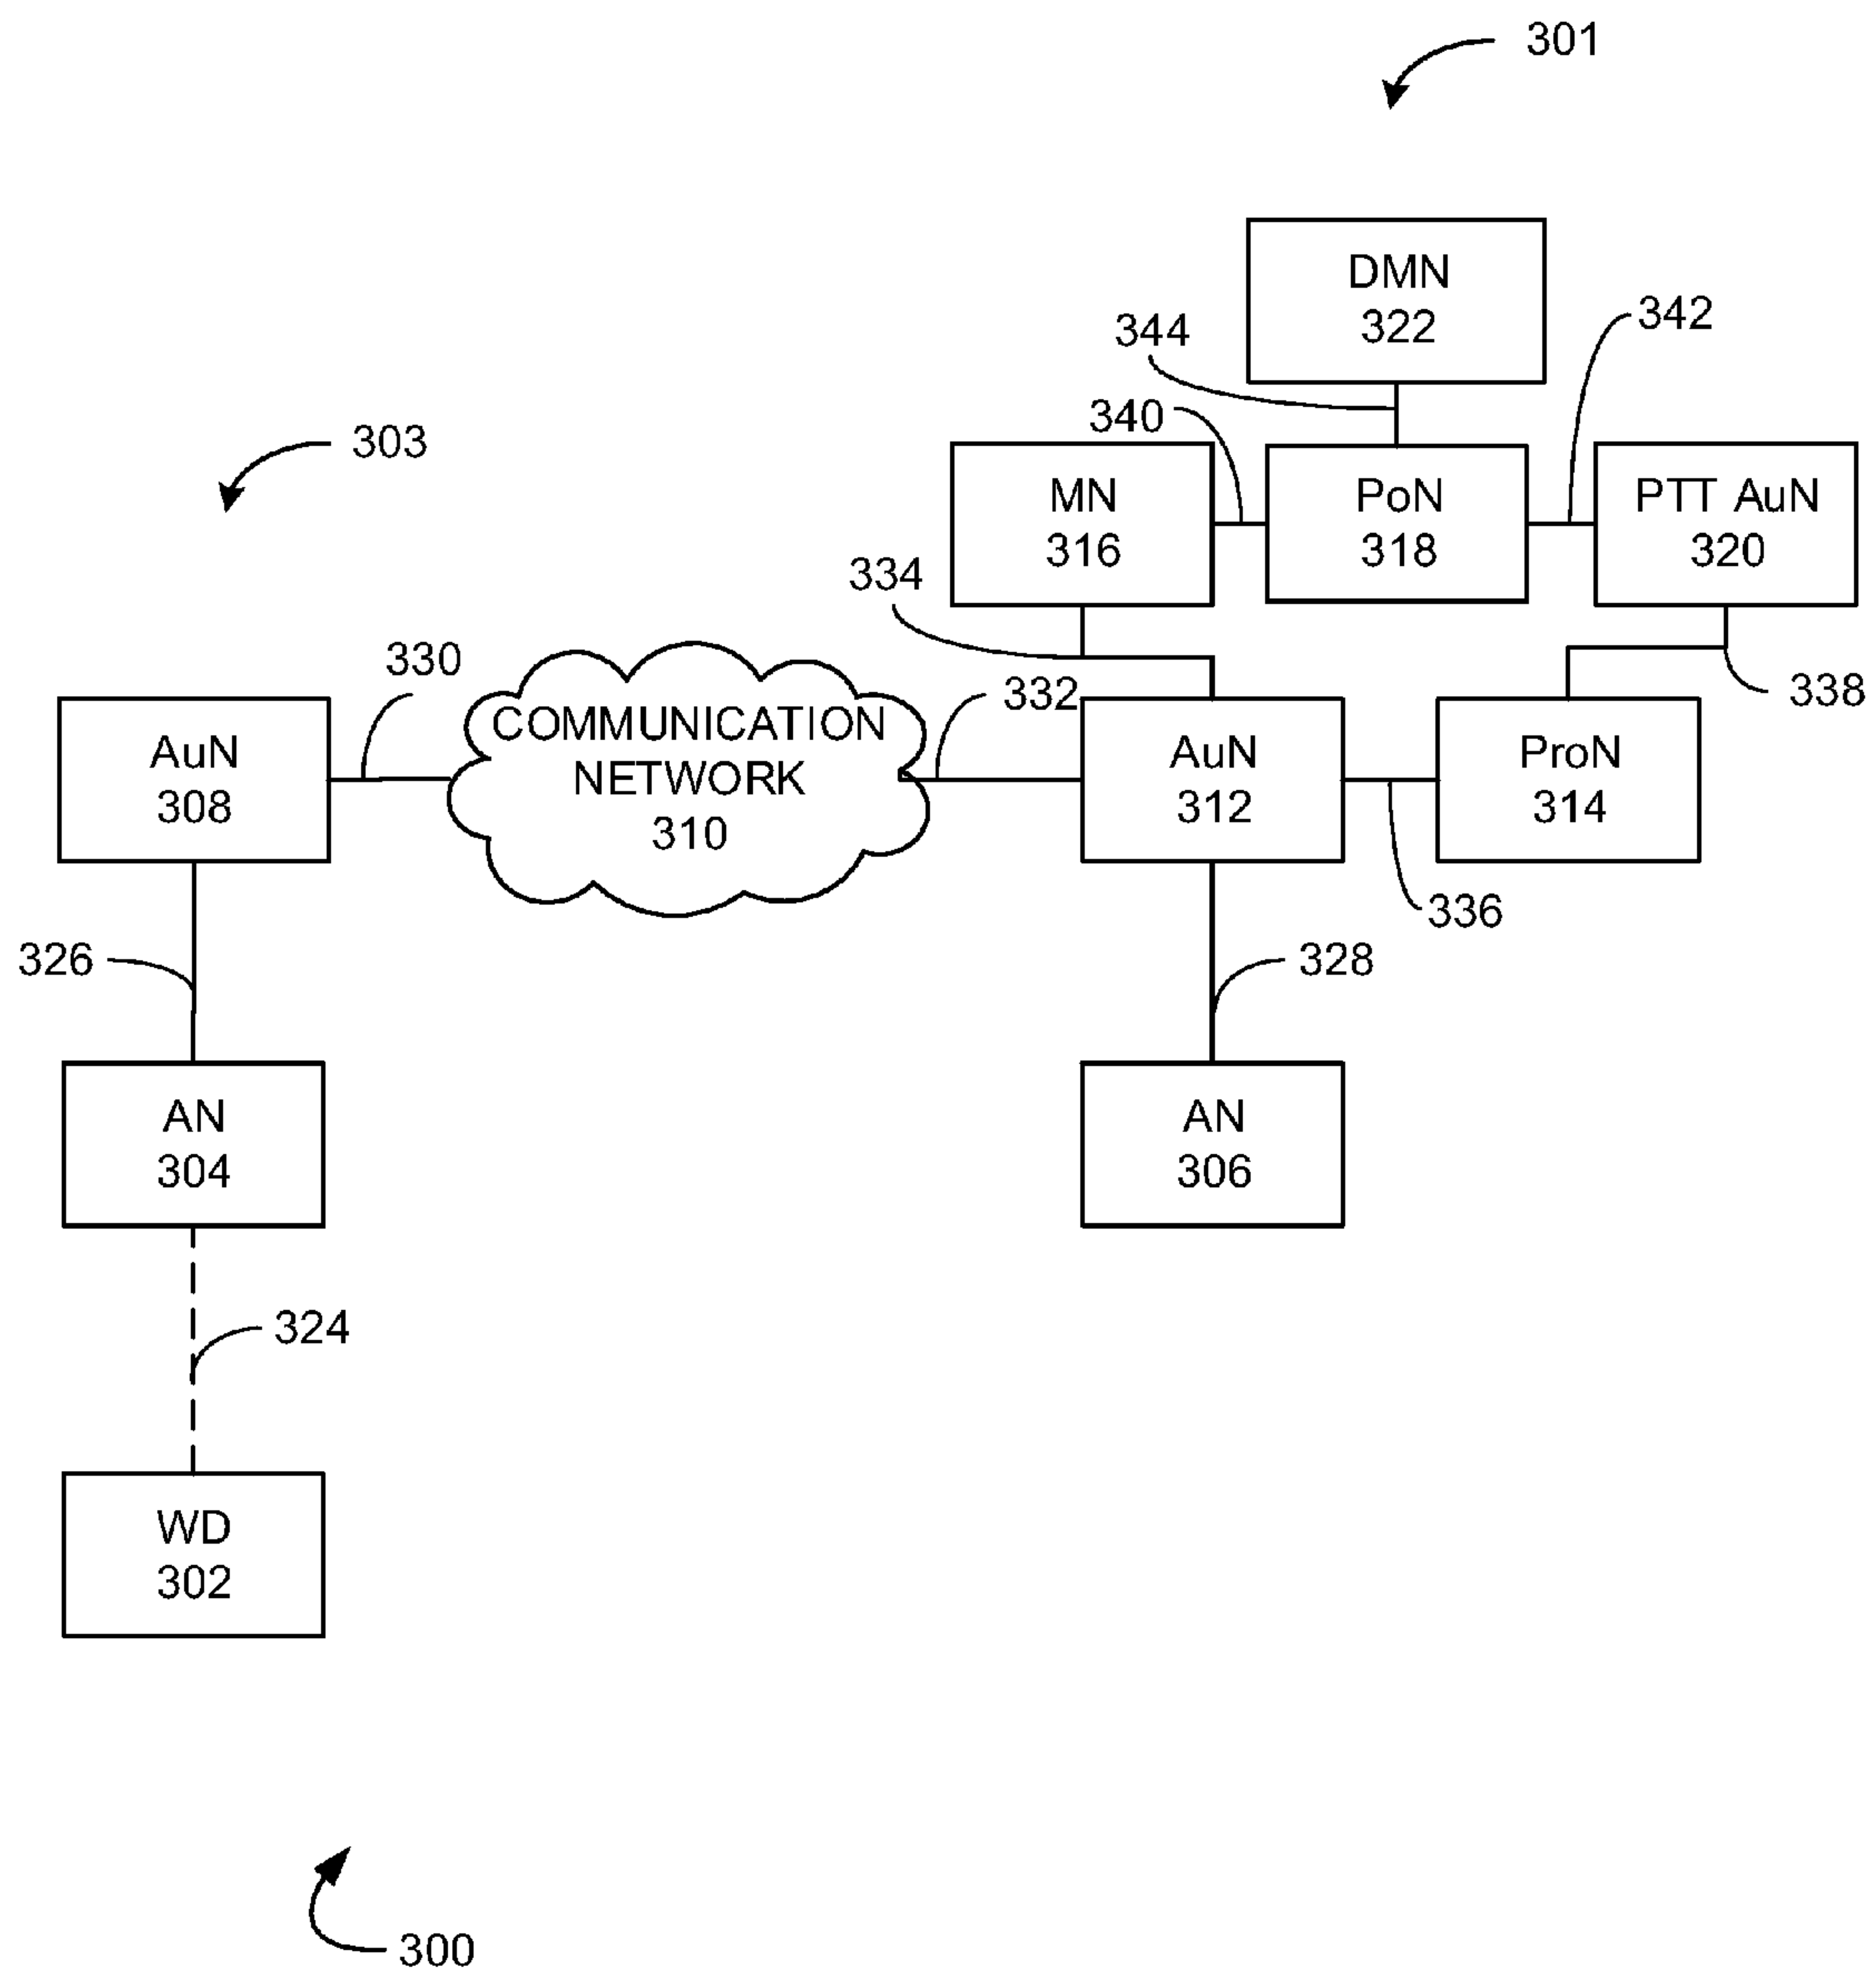 301
DMN
322
342
344
340
303
MN
316
PoN
318
PTT AuN
320
334
330
332
338
AuN
308
COMMUNICATION
NETWORK
310
AuN
312
ProN
314
336
326
328
AN
304
AN
306
324
WD
302
300